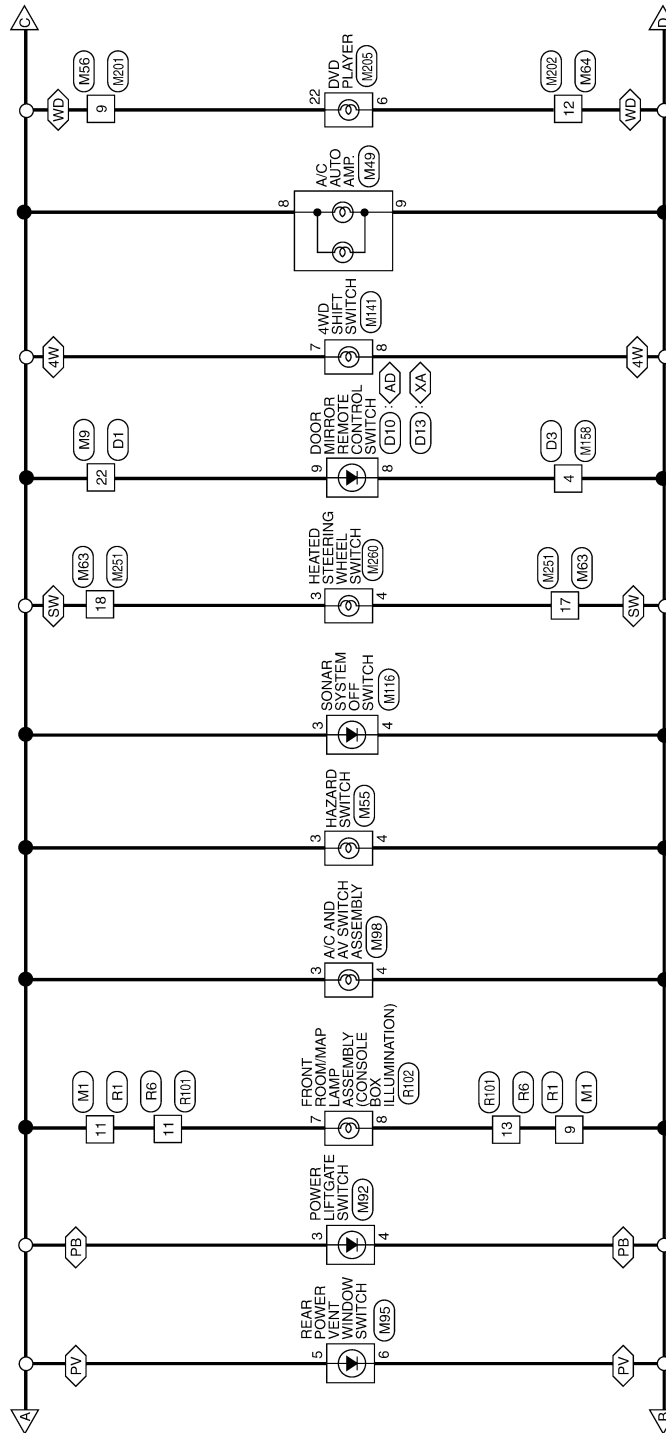 A
PV
5
REAR
POWER
VENT
WINDOW
SWITCH
M95
6
PV
B
PB
3
POWER
LIFTGATE
SWITCH
M92
4
PB
11
M1
R1
11
R6
R101
7
FRONT
ROOM/MAP
LAMP
ASSEMBLY
(CONSOLE
BOX
ILLUMINATION)
R102
8
13
R101
R6
9
R1
M1
3
A/C AND
AV SWITCH
ASSEMBLY
M98
4
3
HAZARD
SWITCH
M55
4
3
SONAR
SYSTEM
OFF
SWITCH
M116
4
SW
18
M63
M251
3
HEATED
STEERING
WHEEL
SWITCH
M260
4
17
M251
M63
SW
22
M9
D1
9
DOOR
MIRROR
REMOTE
CONTROL
SWITCH
D10 : AD
D13 : XA
8
4
D3
M158
4W
7
4WD
SHIFT
SWITCH
M141
8
4W
8
A/C
AUTO
AMP.
M49
9
C
WD
9
M56
M201
22
DVD
PLAYER
M205
6
12
M202
M64
WD
D